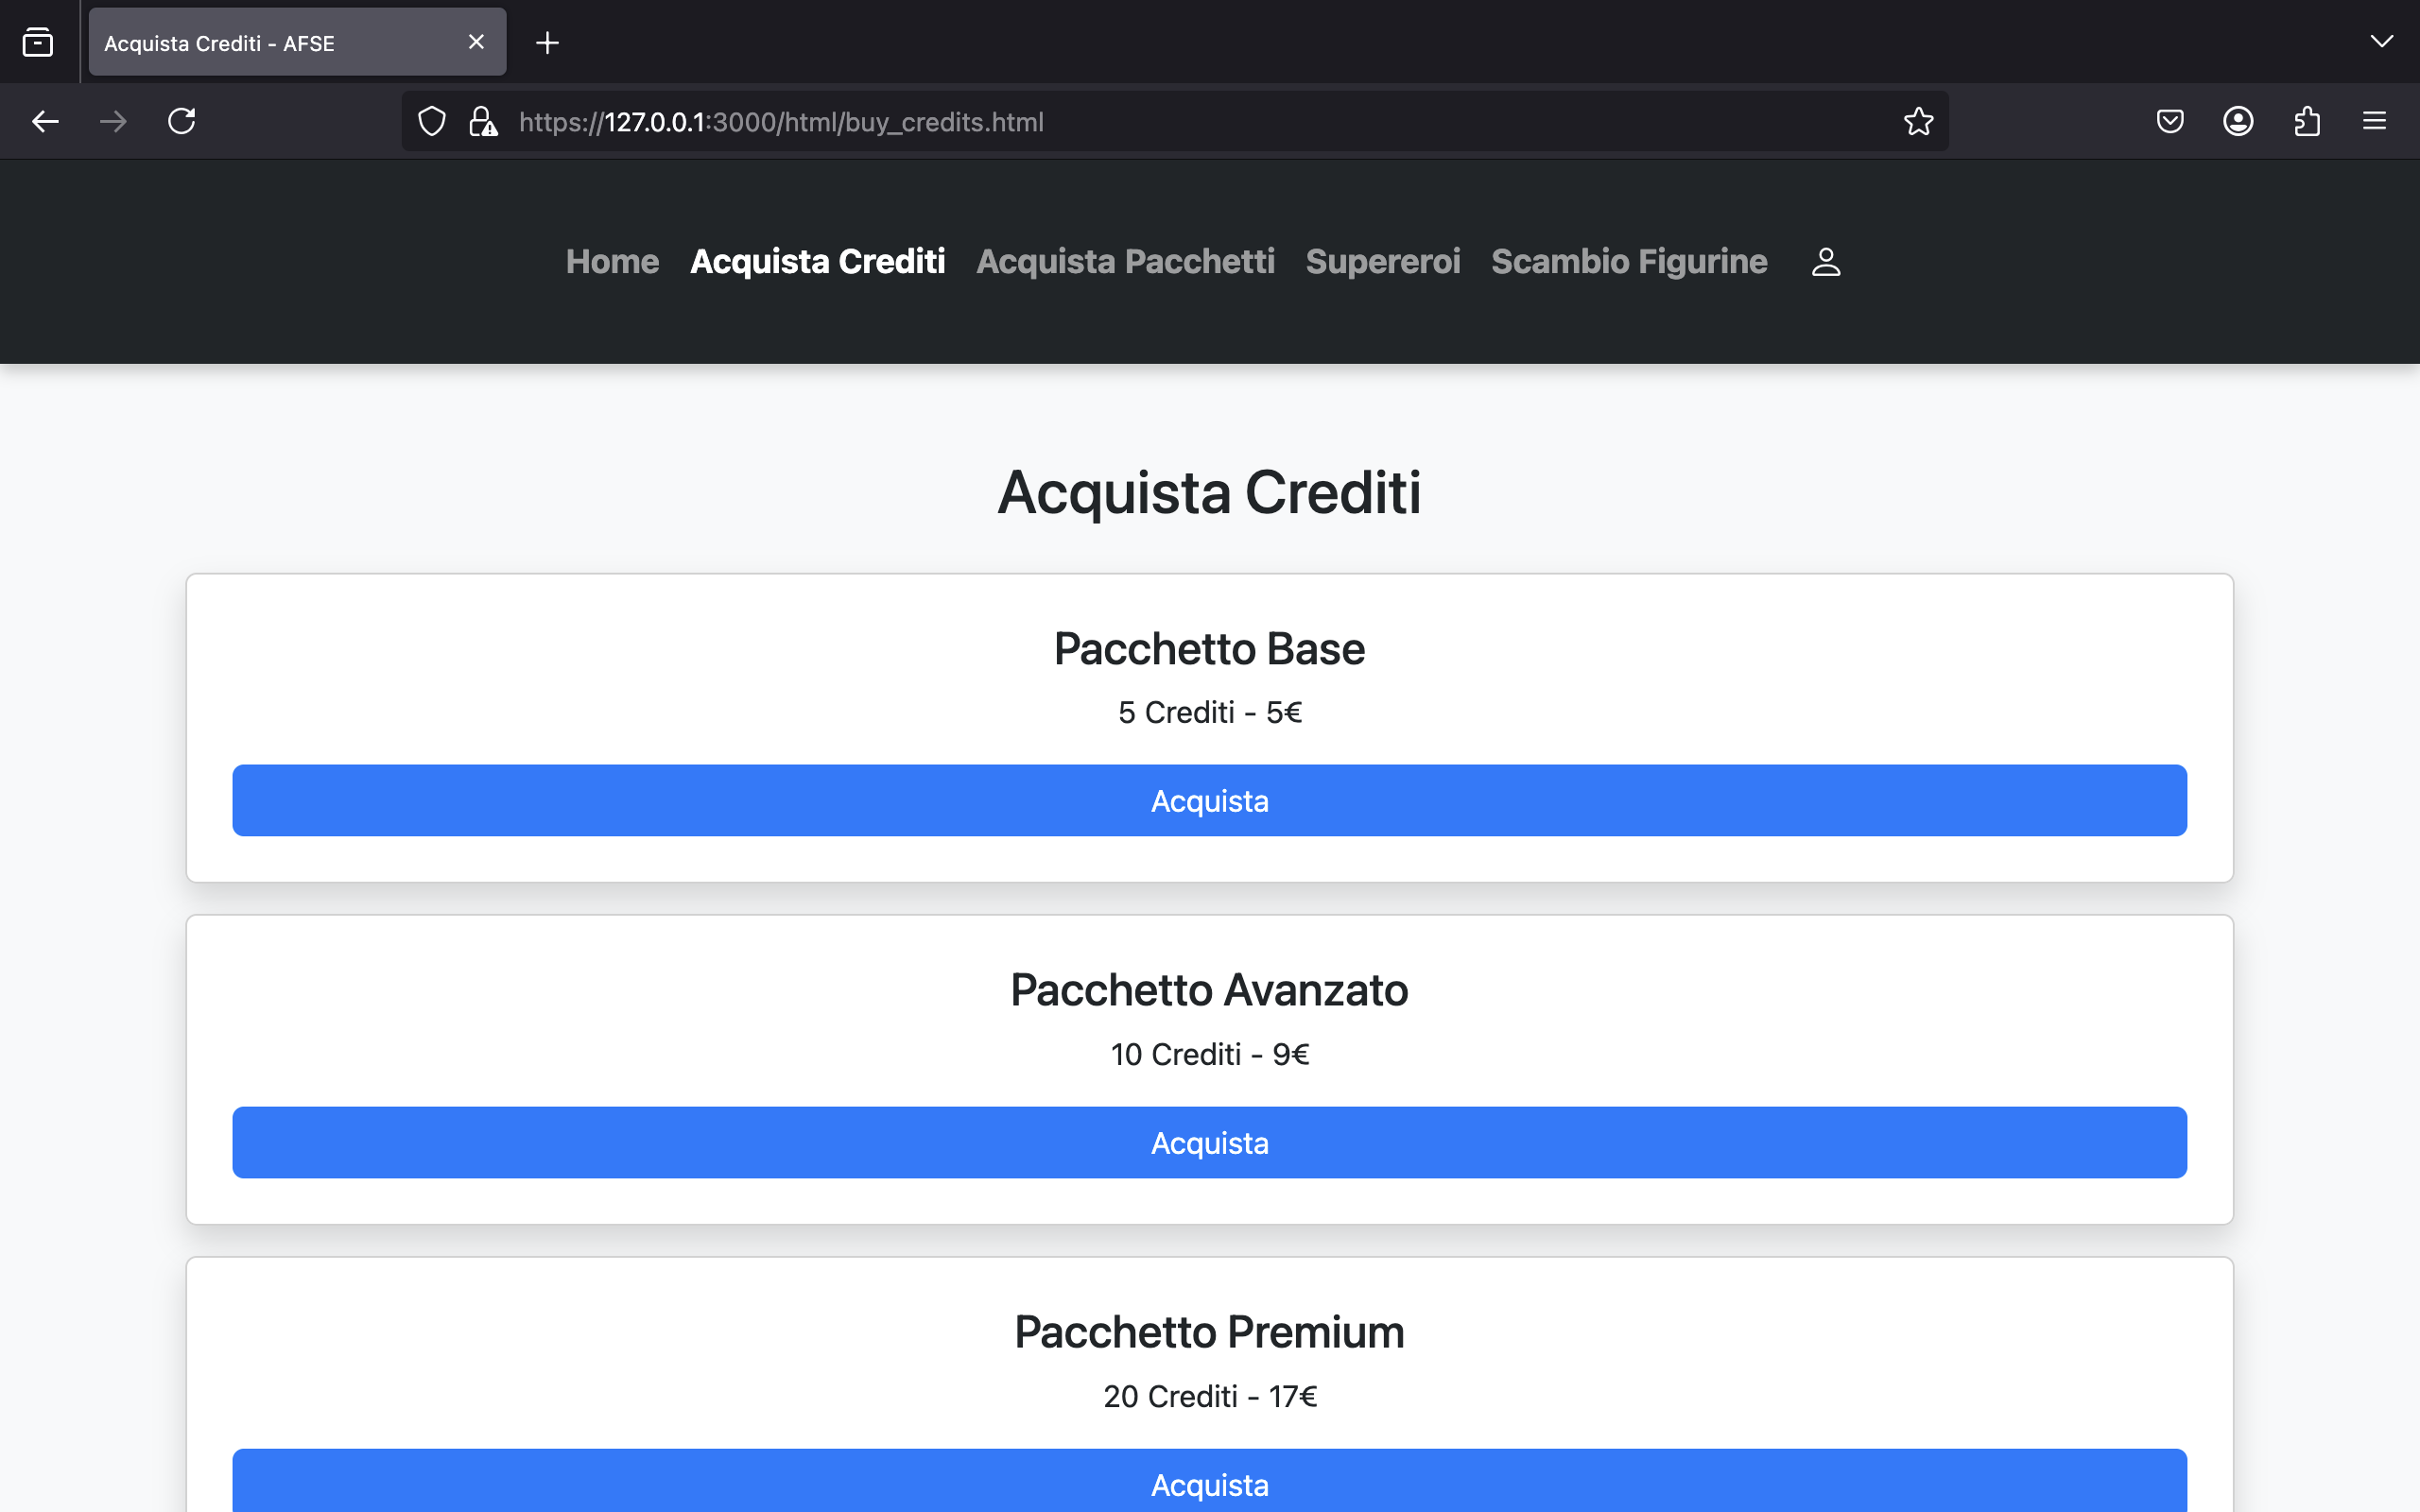 Acquista Crediti - AFSE
https://127.0.0.1:3000/html/buy_credits.html
Home Acquista Crediti Acquista Pacchetti Supereroi Scambio Figurine
Acquista Crediti
Pacchetto Base
5 Crediti - 5€
Acquista
Pacchetto Avanzato
10 Crediti - 9€
Acquista
Pacchetto Premium
20 Crediti - 17€
Acquista